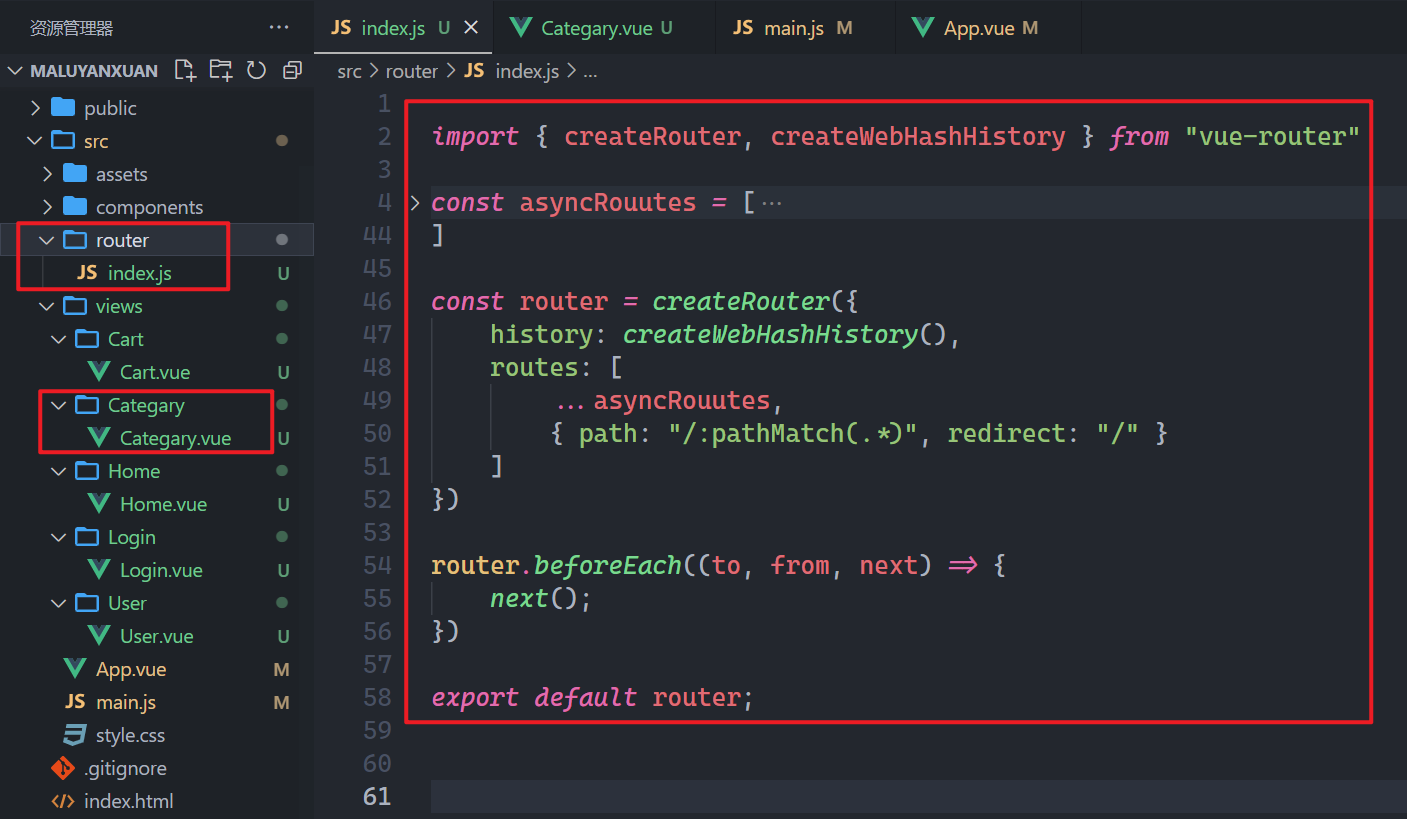 资源管理器 ···
MALUYANXUAN
public
src
assets
components
router
index.js U
views
Cart
Cart.vue U
Categary
Categary.vue U
Home
Home.vue U
Login
Login.vue U
User
User.vue U
App.vue M
main.js M
style.css
.gitignore
index.html
JS index.js U
Categary.vue U
JS main.js M
App.vue M
src > router > JS index.js > ...
1
2 import { createRouter, createWebHashHistory } from "vue-router"
3
4 const asyncRouutes = [ ···
44 ]
45
46 const router = createRouter({
47 history: createWebHashHistory(),
48 routes: [
49 ...asyncRouutes,
50 { path: "/:pathMatch(.*)", redirect: "/" }
51 ]
52 })
53
54 router.beforeEach((to, from, next) => {
55 next();
56 })
57
58 export default router;
59
60
61